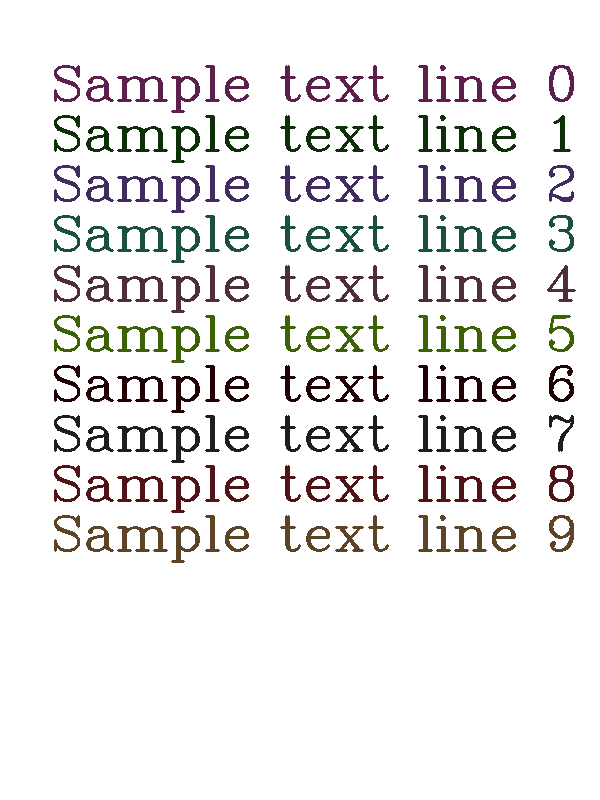 Sample text line 0
Sample text line 1
Sample text line 2
Sample text line 3
Sample text line 4
Sample text line 5
Sample text line 6
Sample text line 7
Sample text line 8
Sample text line 9